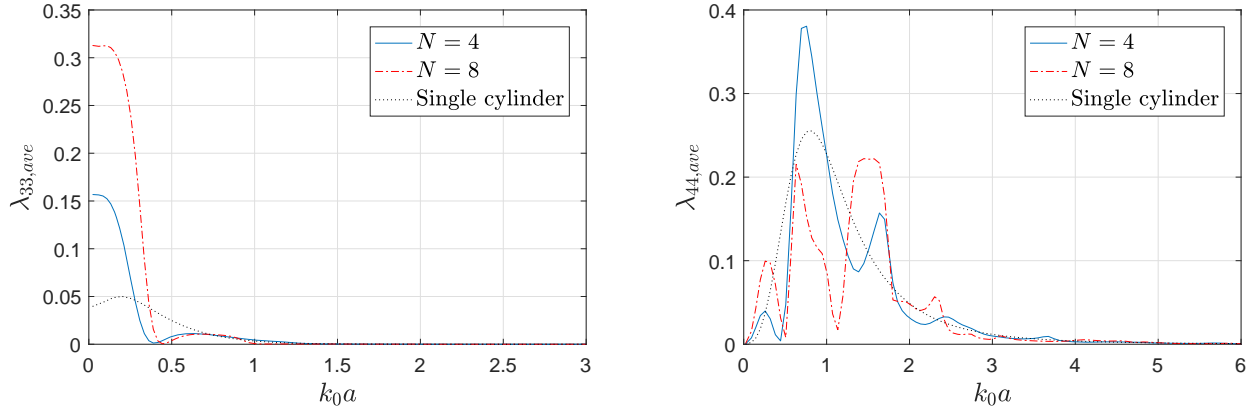 0.35
0.3
0.25
0.2
0.15
0.1
0.05
0
λ33,ave
0 0.5 1 1.5 2 2.5 3
k0a
N = 4
N = 8
Single cylinder
0.4
0.3
0.2
0.1
0
λ44,ave
0 1 2 3 4 5 6
k0a
N = 4
N = 8
Single cylinder